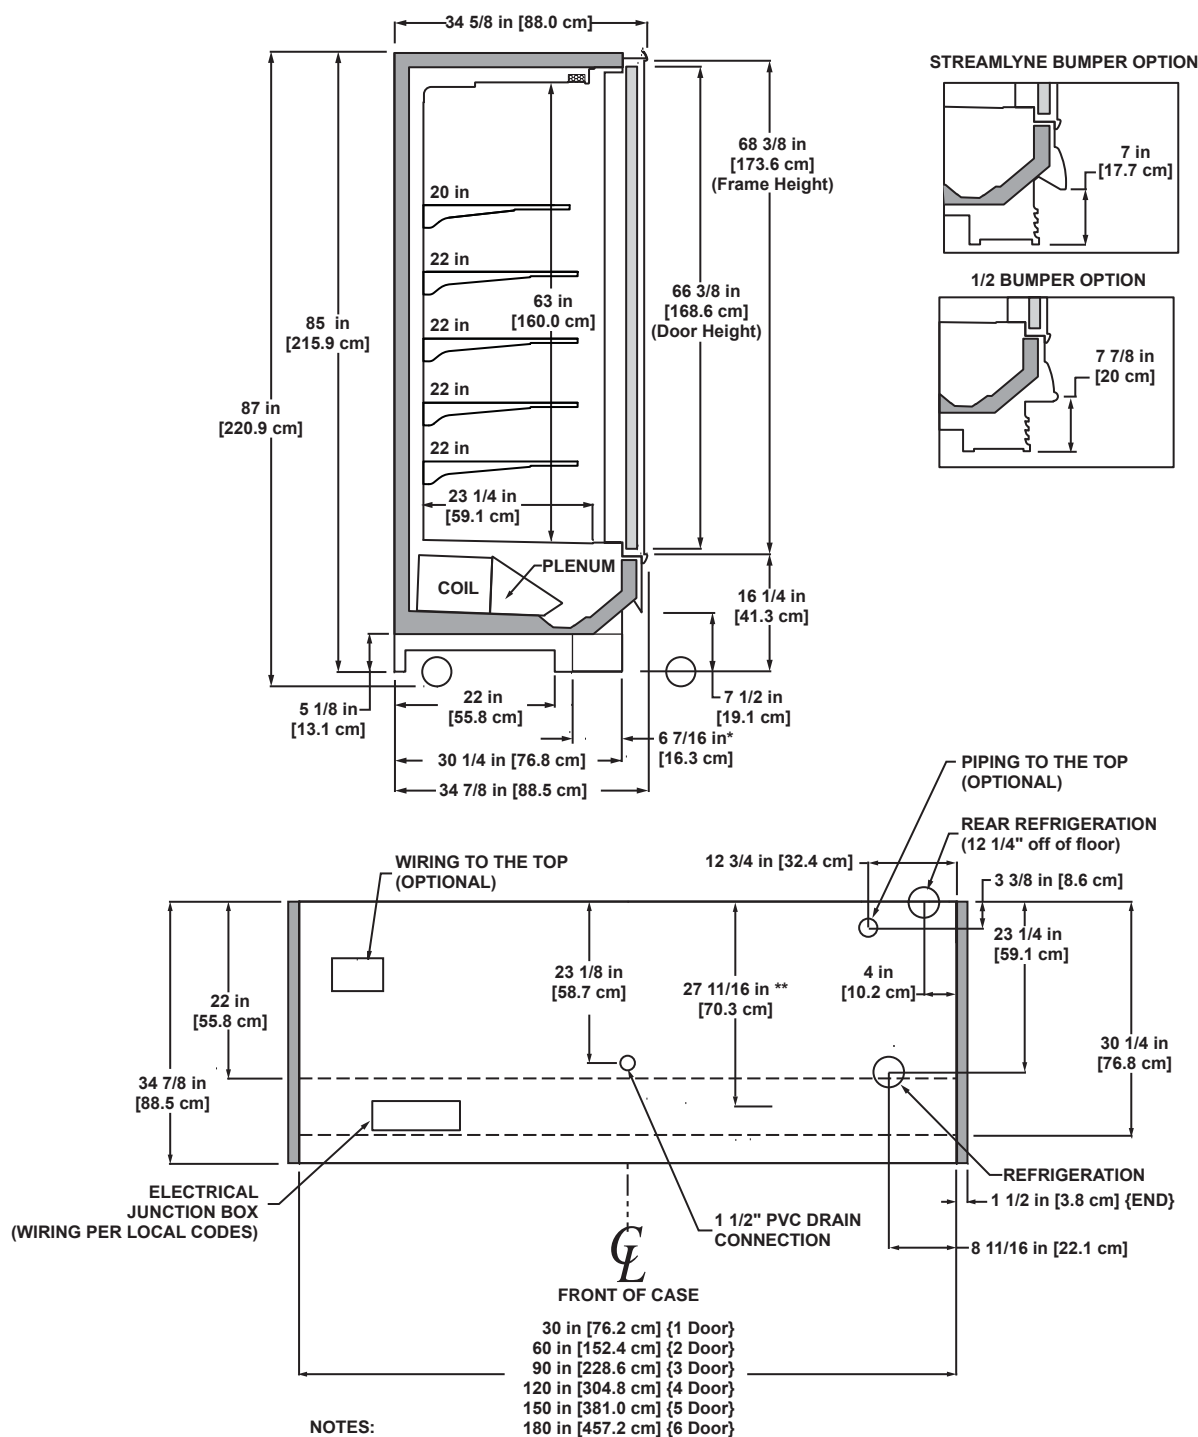 34 5/8 in [88.0 cm]
STREAMLYNE BUMPER OPTION
7 in
[17.7 cm]
68 3/8 in
[173.6 cm]
(Frame Height)
20 in
22 in
1/2 BUMPER OPTION
66 3/8 in
[168.6 cm]
(Door Height)
63 in
[160.0 cm]
85 in
[215.9 cm]
22 in
7 7/8 in
[20 cm]
87 in
[220.9 cm]
22 in
22 in
23 1/4 in
[59.1 cm]
PLENUM
COIL
16 1/4 in
[41.3 cm]
5 1/8 in
[13.1 cm]
22 in
[55.8 cm]
7 1/2 in
[19.1 cm]
6 7/16 in*
[16.3 cm]
30 1/4 in [76.8 cm]
34 7/8 in [88.5 cm]
PIPING TO THE TOP
(OPTIONAL)
REAR REFRIGERATION
(12 1/4" off of floor)
12 3/4 in [32.4 cm]
WIRING TO THE TOP
(OPTIONAL)
3 3/8 in [8.6 cm]
23 1/4 in
[59.1 cm]
23 1/8 in
[58.7 cm]
27 11/16 in **
[70.3 cm]
4 in
[10.2 cm]
22 in
[55.8 cm]
30 1/4 in
[76.8 cm]
34 7/8 in
[88.5 cm]
REFRIGERATION
ELECTRICAL
JUNCTION BOX
(WIRING PER LOCAL CODES)
1 1/2 in [3.8 cm] {END}
1 1/2" PVC DRAIN
CONNECTION
8 11/16 in [22.1 cm]
CL
FRONT OF CASE
30 in [76.2 cm] {1 Door}
60 in [152.4 cm] {2 Door}
90 in [228.6 cm] {3 Door}
120 in [304.8 cm] {4 Door}
150 in [381.0 cm] {5 Door}
180 in [457.2 cm] {6 Door}
NOTES: